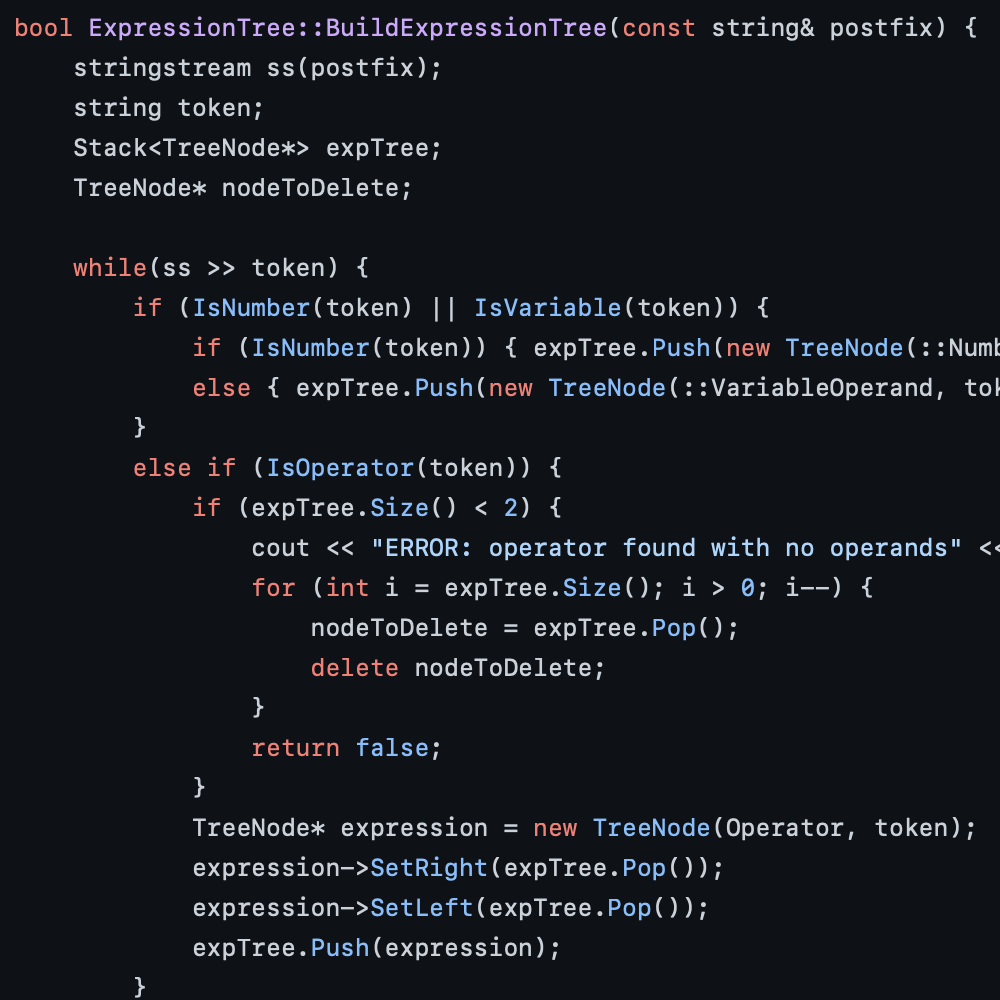 bool ExpressionTree::BuildExpressionTree(const string& postfix) {
    stringstream ss(postfix);
    string token;
    Stack<TreeNode*> expTree;
    TreeNode* nodeToDelete;

    while(ss >> token) {
        if (IsNumber(token) || IsVariable(token)) {
            if (IsNumber(token)) { expTree.Push(new TreeNode(::Numb
            else { expTree.Push(new TreeNode(::VariableOperand, tok
        }
        else if (IsOperator(token)) {
            if (expTree.Size() < 2) {
                cout << "ERROR: operator found with no operands" <<
                for (int i = expTree.Size(); i > 0; i--) {
                    nodeToDelete = expTree.Pop();
                    delete nodeToDelete;
                }
                return false;
            }
            TreeNode* expression = new TreeNode(Operator, token);
            expression->SetRight(expTree.Pop());
            expression->SetLeft(expTree.Pop());
            expTree.Push(expression);
        }